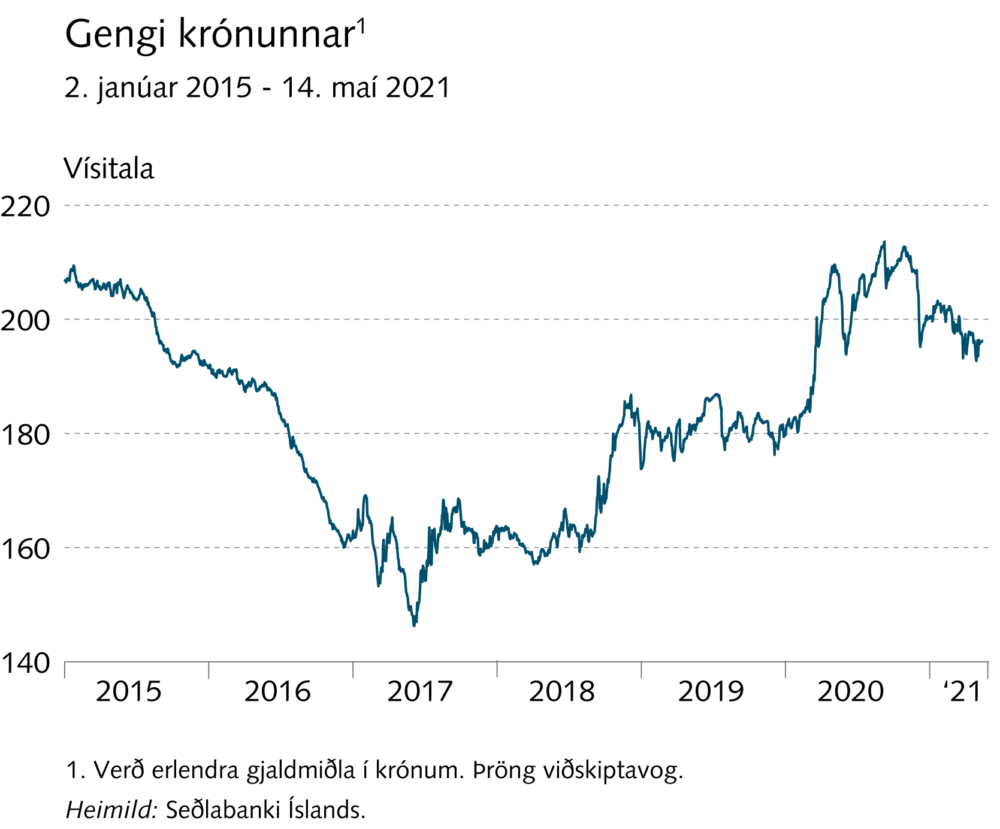 Gengi krónunnar¹
2. janúar 2015 - 14. maí 2021
Vísitala
220
200
180
160
140
2015 2016 2017 2018 2019 2020 ‘21
1. Verð erlendra gjaldmiðla í krónum. Þröng viðskiptavog.
Heimild: Seðlabanki Íslands.